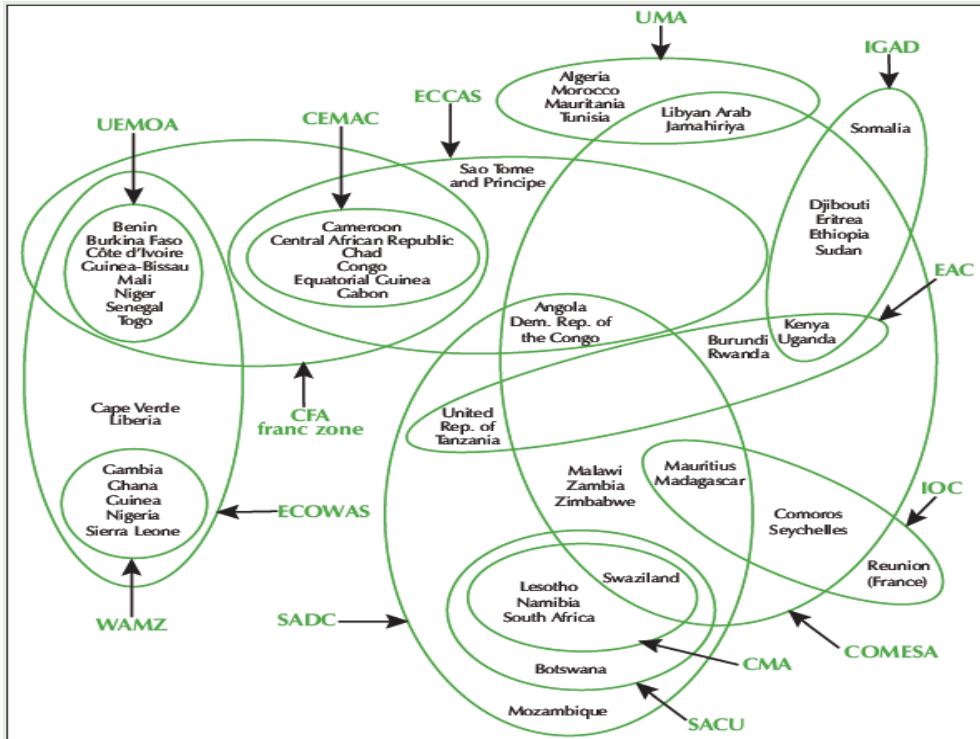 UMA
IGAD
Algeria
Morocco
Mauritania
Tunisia
Libyan Arab
Jamahiriya
Somalia
ECCAS
CEMAC
UEMOA
Sao Tome
and Principe
Benin
Burkina Faso
Côte d'Ivoire
Guinea-Bissau
Mali
Niger
Senegal
Togo
Cameroon
Central African Republic
Chad
Congo
Equatorial Guinea
Gabon
Djibouti
Eritrea
Ethiopia
Sudan
EAC
Angola
Dem. Rep. of
the Congo
Burundi
Rwanda
Kenya
Uganda
CFA
franc zone
Cape Verde
Liberia
United
Rep. of
Tanzania
Gambia
Ghana
Guinea
Nigeria
Sierra Leone
ECOWAS
Malawi
Zambia
Zimbabwe
Mauritius
Madagascar
IOC
Comoros
Seychelles
Reunion
(France)
Swaziland
Lesotho
Namibia
South Africa
WAMZ
SADC
Botswana
CMA
COMESA
Mozambique
SACU